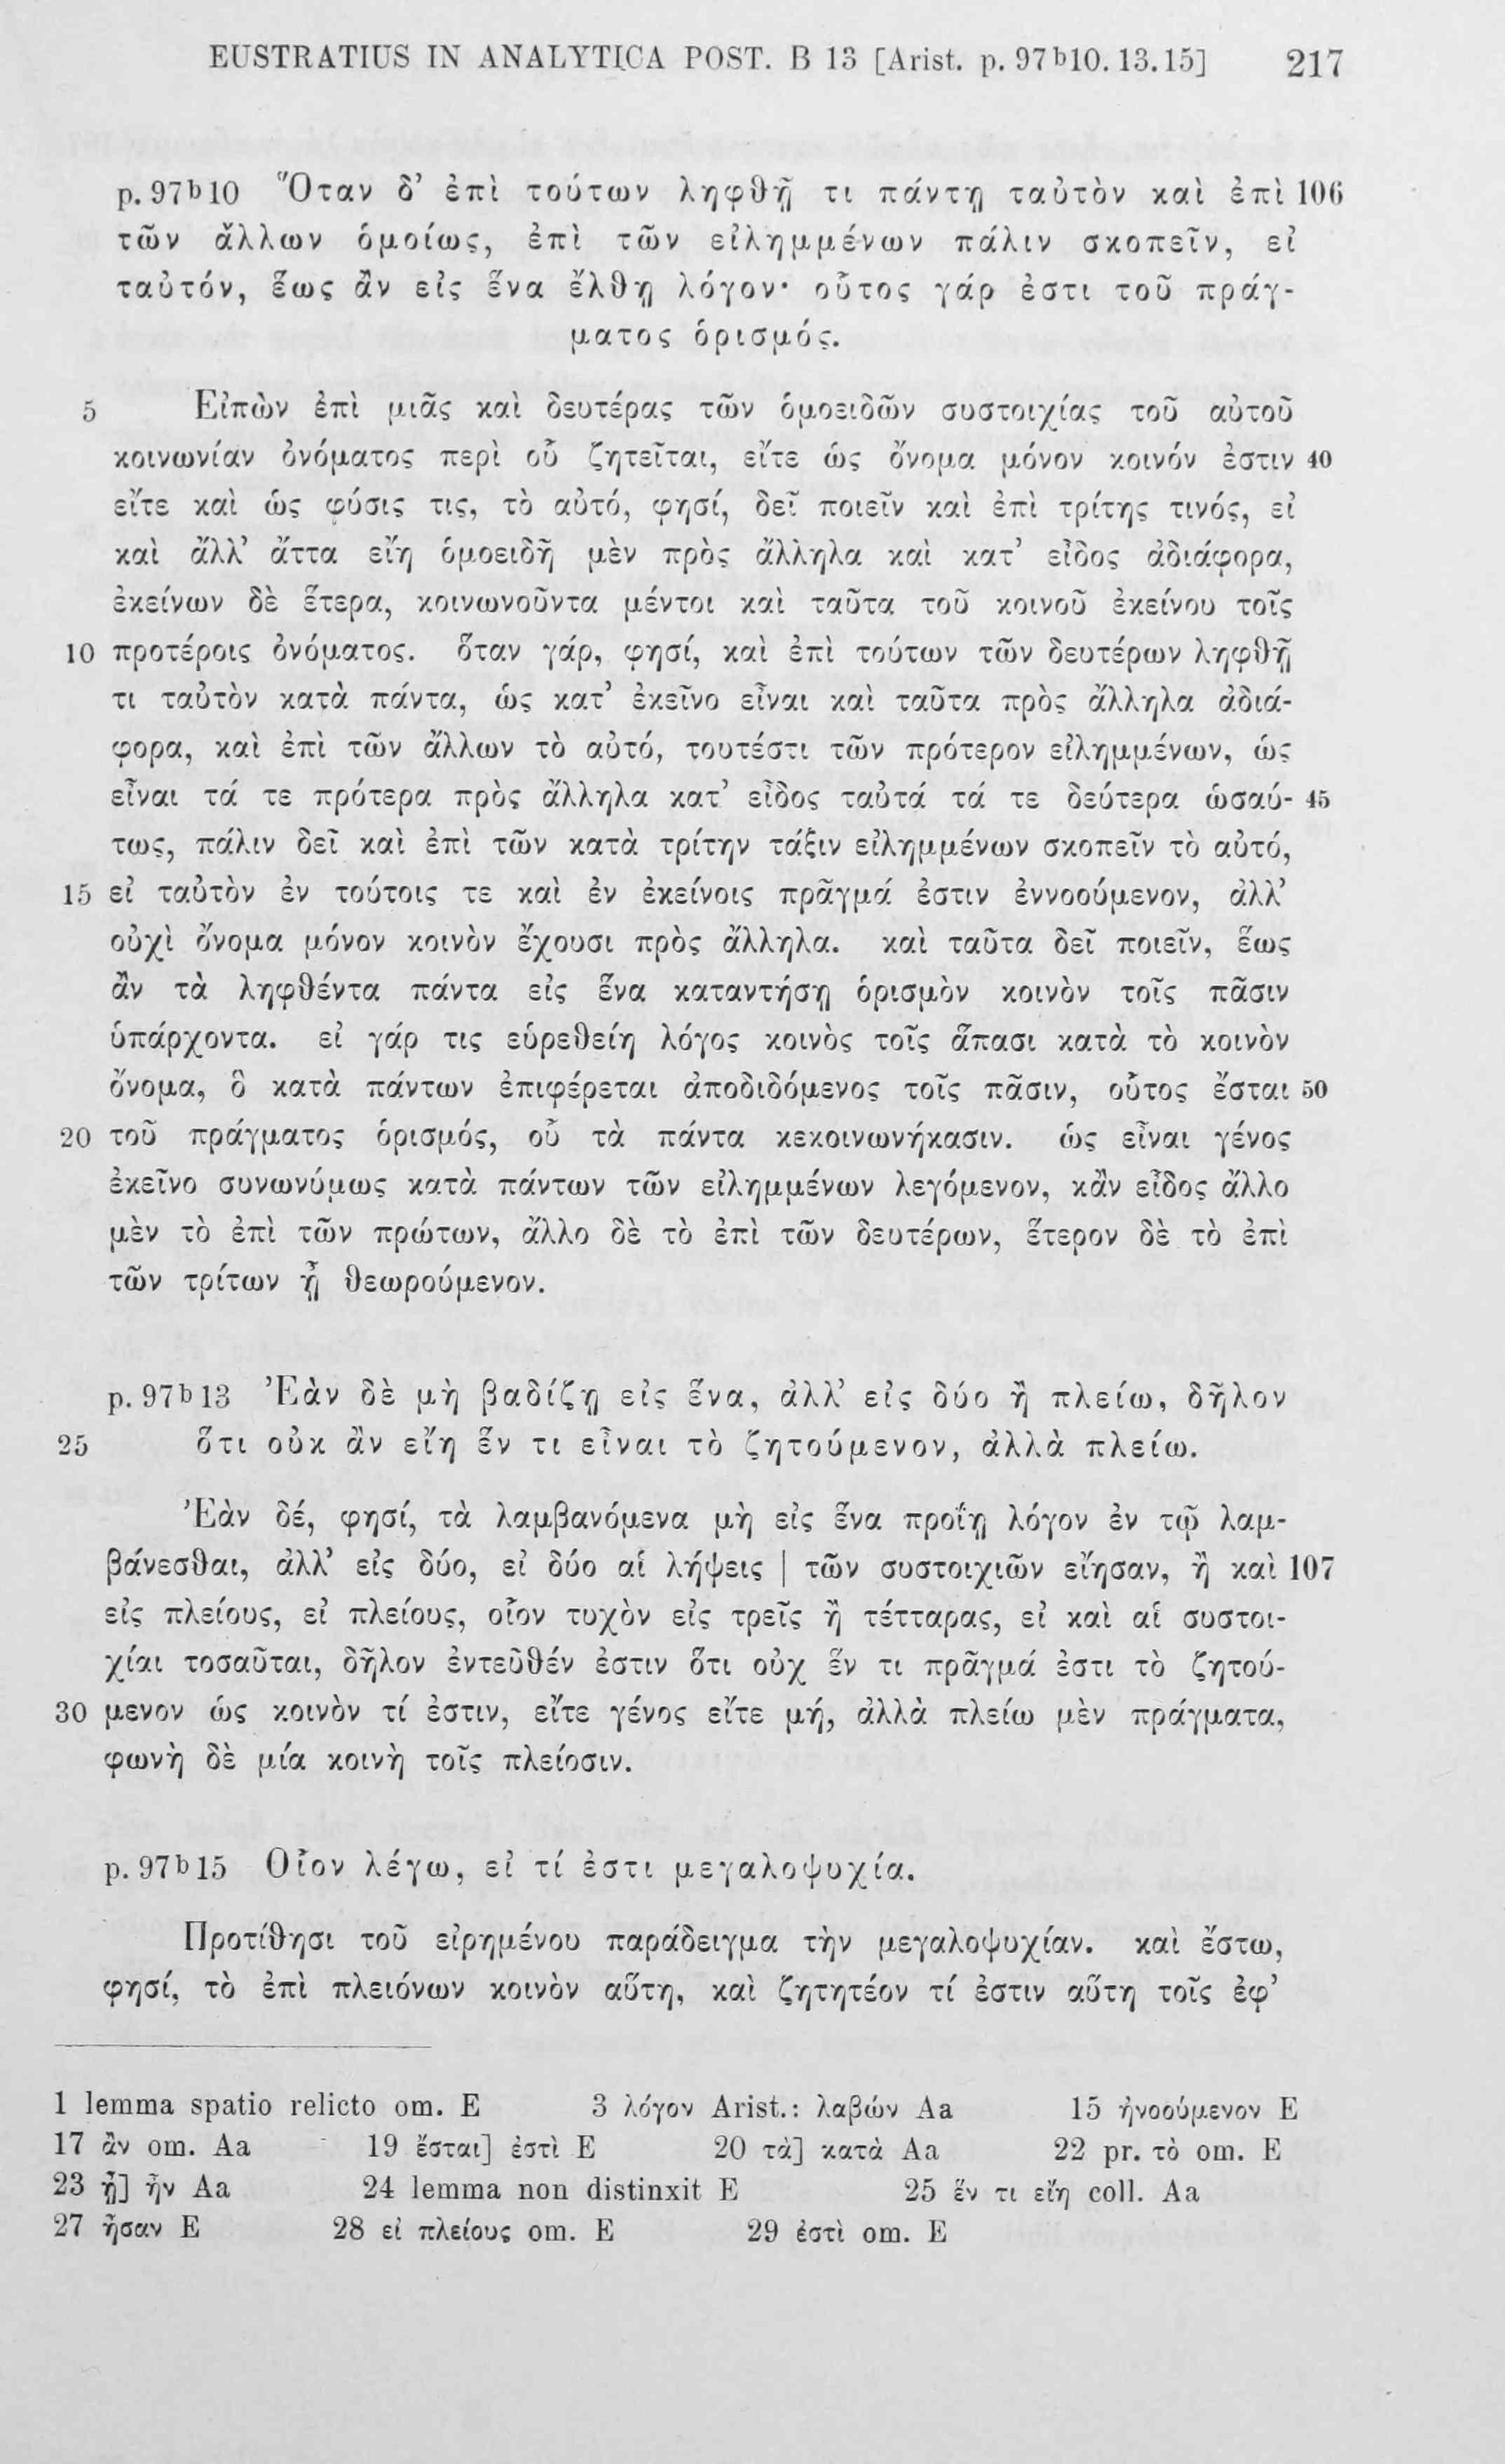 EUSTRATIUS IN ANALYTICA POST. B 13 [Arist. p. 97b10. 13. 15] 217
p. 97b10 Ὅταν δ’ ἐπὶ τούτων ληφθῇ τι πάντῃ ταὐτὸν καὶ ἐπὶ 106
τῶν ἄλλων ὁμοίως, ἐπὶ τῶν εἰλημμένων πάλιν σκοπεῖν, εἰ
ταὐτόν, ἕως ἂν εἰς ἕνα ἔλθῃ λόγον· οὗτος γάρ ἐστι τοῦ πράγ-
ματος ὁρισμός.
5 Εἰπὼν ἐπὶ μιᾶς καὶ δευτέρας τῶν ὁμοειδῶν συστοιχίας τοῦ αὐτοῦ
κοινωνίαν ὀνόματος περὶ οὗ ζητεῖται, εἴτε ὡς ὄνομα μόνον κοινόν ἐστιν 40
εἴτε καὶ ὡς φύσις τις, τὸ αὐτό, φησί, δεῖ ποιεῖν καὶ ἐπὶ τρίτης τινός, εἰ
καὶ ἄλλ’ ἄττα εἴη ὁμοειδῆ μὲν πρὸς ἄλληλα καὶ κατ’ εἶδος ἀδιάφορα,
ἐκείνων δὲ ἕτερα, κοινωνοῦντα μέντοι καὶ ταῦτα τοῦ κοινοῦ ἐκείνου τοῖς
10 προτέροις ὀνόματος. ὅταν γάρ, φησί, καὶ ἐπὶ τούτων τῶν δευτέρων ληφθῇ
τι ταὐτὸν κατὰ πάντα, ὡς κατ’ ἐκεῖνο εἶναι καὶ ταῦτα πρὸς ἄλληλα ἀδιά-
φορα, καὶ ἐπὶ τῶν ἄλλων τὸ αὐτό, τουτέστι τῶν πρότερον εἰλημμένων, ὡς
εἶναι τά τε πρότερα πρὸς ἄλληλα κατ’ εἶδος ταὐτά τά τε δεύτερα ὡσαύ- 45
τως, πάλιν δεῖ καὶ ἐπὶ τῶν κατὰ τρίτην τάξιν εἰλημμένων σκοπεῖν τὸ αὐτό,
15 εἰ ταὐτὸν ἐν τούτοις τε καὶ ἐν ἐκείνοις πρᾶγμά ἐστιν ἐννοούμενον, ἀλλ’
οὐχὶ ὄνομα μόνον κοινὸν ἔχουσι πρὸς ἄλληλα. καὶ ταῦτα δεῖ ποιεῖν, ἕως
ἂν τὰ ληφθέντα πάντα εἰς ἕνα καταντήσῃ ὁρισμὸν κοινὸν τοῖς πᾶσιν
ὑπάρχοντα. εἰ γάρ τις εὑρεθείη λόγος κοινὸς τοῖς ἅπασι κατὰ τὸ κοινὸν
ὄνομα, ὃ κατὰ πάντων ἐπιφέρεται ἀποδιδόμενος τοῖς πᾶσιν, οὗτος ἔσται 50
20 τοῦ πράγματος ὁρισμός, οὗ τὰ πάντα κεκοινωνήκασιν. ὡς εἶναι γένος
ἐκεῖνο συνωνύμως κατὰ πάντων τῶν εἰλημμένων λεγόμενον, κἂν εἶδος ἄλλο
μὲν τὸ ἐπὶ τῶν πρώτων, ἄλλο δὲ τὸ ἐπὶ τῶν δευτέρων, ἕτερον δὲ τὸ ἐπὶ
τῶν τρίτων ᾖ θεωρούμενον.
p. 97b13 Ἐὰν δὲ μὴ βαδίζῃ εἰς ἕνα, ἀλλ’ εἰς δύο ἢ πλείω, δῆλον
25 ὅτι οὐκ ἂν εἴη ἕν τι εἶναι τὸ ζητούμενον, ἀλλὰ πλείω.
Ἐὰν δέ, φησί, τὰ λαμβανόμενα μὴ εἰς ἕνα προΐῃ λόγον ἐν τῷ λαμ-
βάνεσθαι, ἀλλ’ εἰς δύο, εἰ δύο αἱ λήψεις | τῶν συστοιχιῶν εἴησαν, ἢ καὶ 107
εἰς πλείους, εἰ πλείους, οἷον τυχὸν εἰς τρεῖς ἢ τέτταρας, εἰ καὶ αἱ συστοι-
χίαι τοσαῦται, δῆλον ἐντεῦθέν ἐστιν ὅτι οὐχ ἕν τι πρᾶγμά ἐστι τὸ ζητού-
30 μενον ὡς κοινὸν τί ἐστιν, εἴτε γένος εἴτε μή, ἀλλὰ πλείω μὲν πράγματα,
φωνὴ δὲ μία κοινὴ τοῖς πλείοσιν.
p. 97b15 Οἷον λέγω, εἰ τί ἐστι μεγαλοψυχία.
Προτίθησι τοῦ εἰρημένου παράδειγμα τὴν μεγαλοψυχίαν. καὶ ἔστω,
φησί, τὸ ἐπὶ πλειόνων κοινὸν αὕτη, καὶ ζητητέον τί ἐστιν αὕτη τοῖς ἐφ’
1 lemma spatio relicto om. E 3 λόγον Arist.: λαβών Aa 15 ἡνοούμενον E
17 ἂν om. Aa 19 ἔσται] ἐστὶ E 20 τὰ] κατὰ Aa 22 pr. τὸ om. E
23 ᾖ] ἦν Aa 24 lemma non distinxit E 25 ἕν τι εἴη coll. Aa
27 ἦσαν E 28 εἰ πλείους om. E 29 ἐστὶ om. E